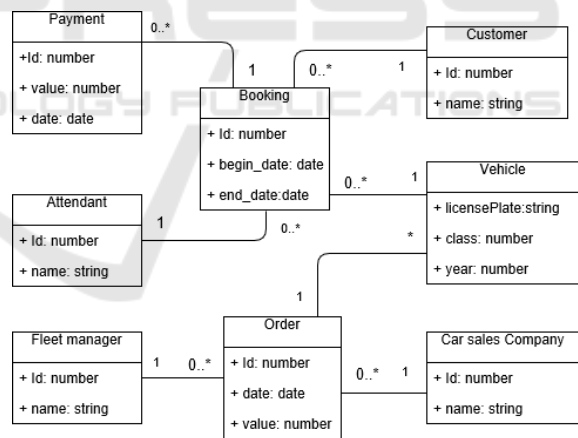 PRESS
Payment
+Id: number
+ value: number
+ date: date
0..*
1
Customer
+ Id: number
+ name: string
0..*
1
Booking
+ Id: number
+ begin_date: date
+ end_date:date
PUBLICATIONS
Vehicle
+ licensePlate:string
+ class: number
+ year: number
0..*
1
Attendant
+ Id: number
+ name: string
1
0..*
*
1
Fleet manager
+ Id: number
+ name: string
1
0..*
Order
+ Id: number
+ date: date
+ value: number
0..*
1
Car sales Company
+ Id: number
+ name: string